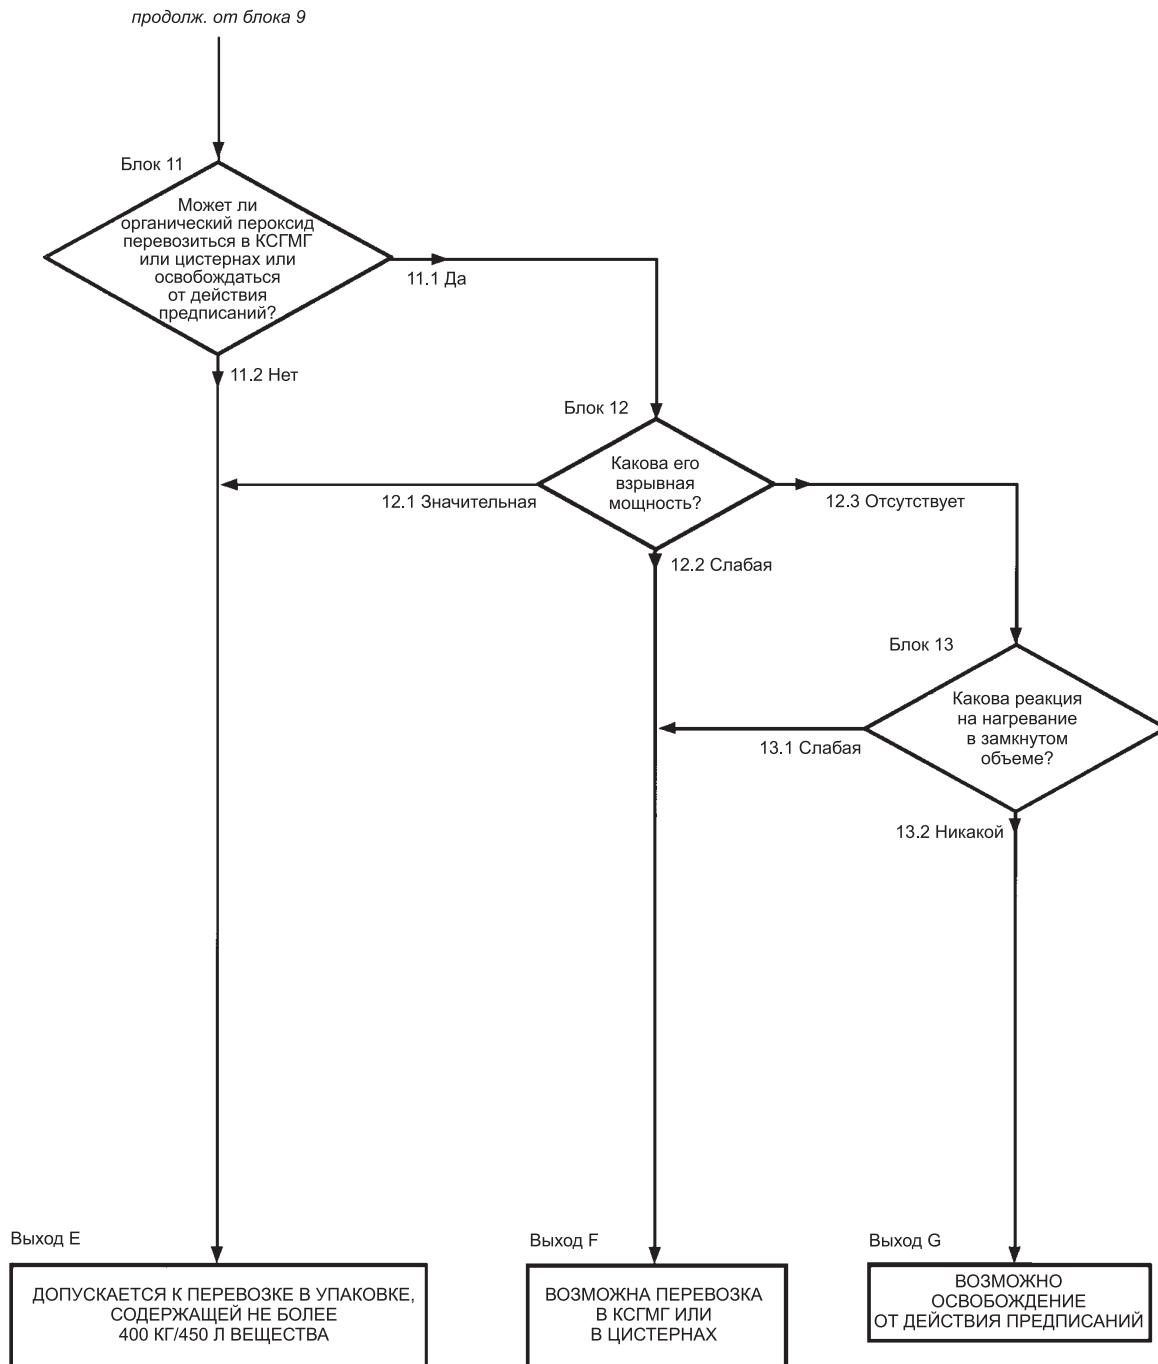 продолж. от блока 9
Блок 11
Может ли
органический пероксид
перевозиться в КСГМГ
или цистернах или
освобождаться
от действия
предписаний?
11.1 Да
11.2 Нет
Блок 12
Какова его
взрывная
мощность?
12.1 Значительная
12.3 Отсутствует
12.2 Слабая
Блок 13
Какова реакция
на нагревание
в замкнутом
объеме?
13.1 Слабая
13.2 Никакой
Выход E
ДОПУСКАЕТСЯ К ПЕРЕВОЗКЕ В УПАКОВКЕ,
СОДЕРЖАЩЕЙ НЕ БОЛЕЕ
400 КГ/450 Л ВЕЩЕСТВА
Выход F
ВОЗМОЖНА ПЕРЕВОЗКА
В КСГМГ ИЛИ
В ЦИСТЕРНАХ
Выход G
ВОЗМОЖНО
ОСВОБОЖДЕНИЕ
ОТ ДЕЙСТВИЯ ПРЕДПИСАНИЙ